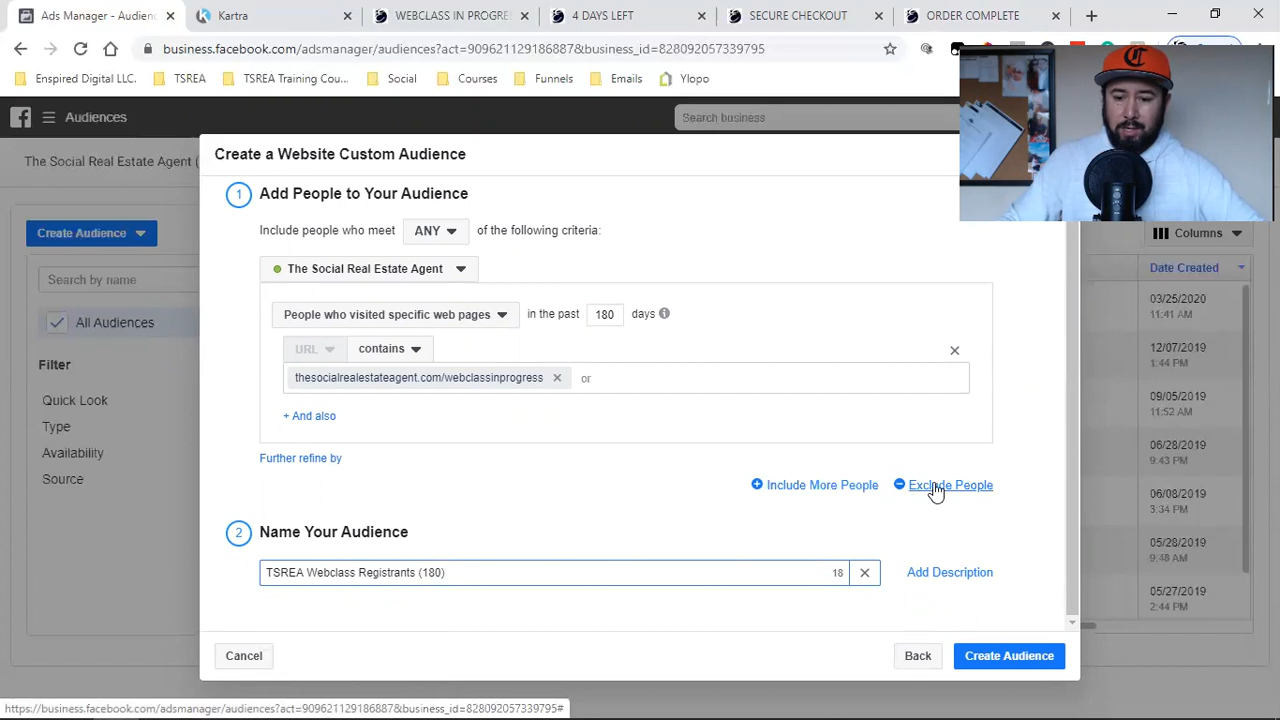 Ads Manager - Audienc
Kartra
WEBCLASS IN PROGRE
4 DAYS LEFT
SECURE CHECKOUT
ORDER COMPLETE
business.facebook.com/adsmanager/audiences?act=909621129186887&business_id=828092057339795
Enspired Digital LLC.
TSREA
TSREA Training Cou...
Social
Courses
Funnels
Emails
Ylopo
Audiences
Search business
The Social Real Estate Agent (
Create a Website Custom Audience
1
Add People to Your Audience
Create Audience
Include people who meet ANY of the following criteria:
Columns
The Social Real Estate Agent
Date Created
Search by name
All Audiences
People who visited specific web pages in the past 180 days
03/25/2020
11:41 AM
URL contains
12/07/2019
1:44 PM
Filter
thesocialrealestateagent.com/webclassinprogress or
Quick Look
+ And also
09/05/2019
11:52 AM
Type
Availability
Further refine by
06/28/2019
9:43 PM
Source
Include More People
Exclude People
06/08/2019
3:34 PM
2
Name Your Audience
05/28/2019
9:48 AM
TSREA Webclass Registrants (180)
18
Add Description
05/27/2019
2:44 PM
Cancel
Back
Create Audience
https://business.facebook.com/adsmanager/audiences?act=909621129186887&business_id=828092057339795#